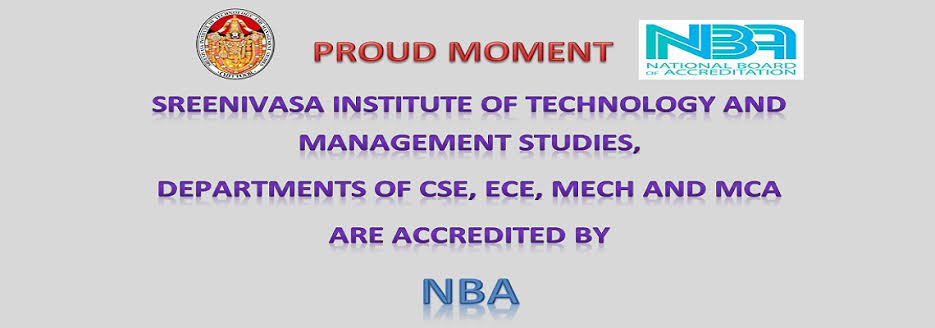 PROUD MOMENT
NBA
NATIONAL BOARD
OF ACCREDITATION
SREENIVASA INSTITUTE OF TECHNOLOGY AND
MANAGEMENT STUDIES,
DEPARTMENTS OF CSE, ECE, MECH AND MCA
ARE ACCREDITED BY
NBA